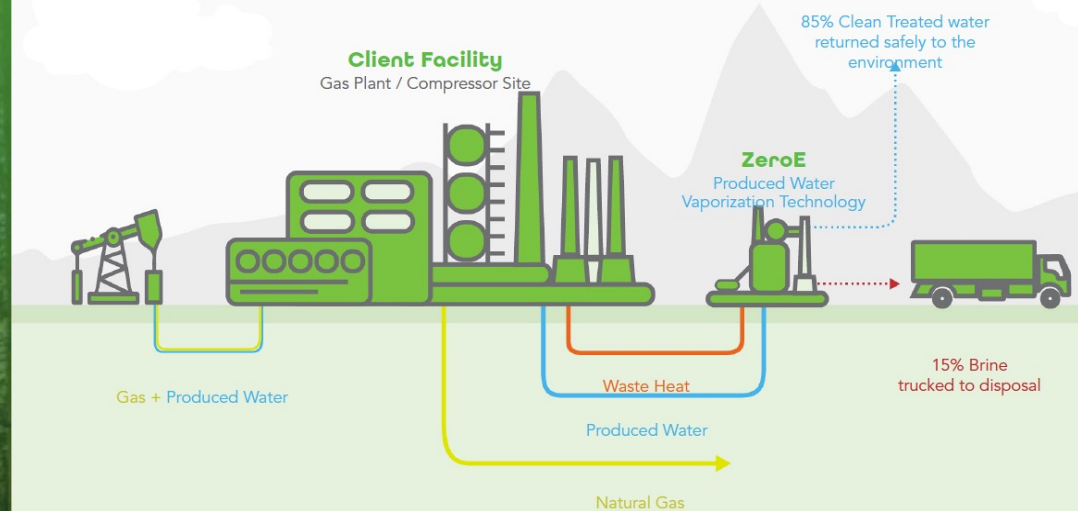 85% Clean Treated water
returned safely to the
environment
Client Facility
Gas Plant / Compressor Site
ZeroE
Produced Water
Vaporization Technology
Gas + Produced Water
Waste Heat
Produced Water
Natural Gas
15% Brine
trucked to disposal